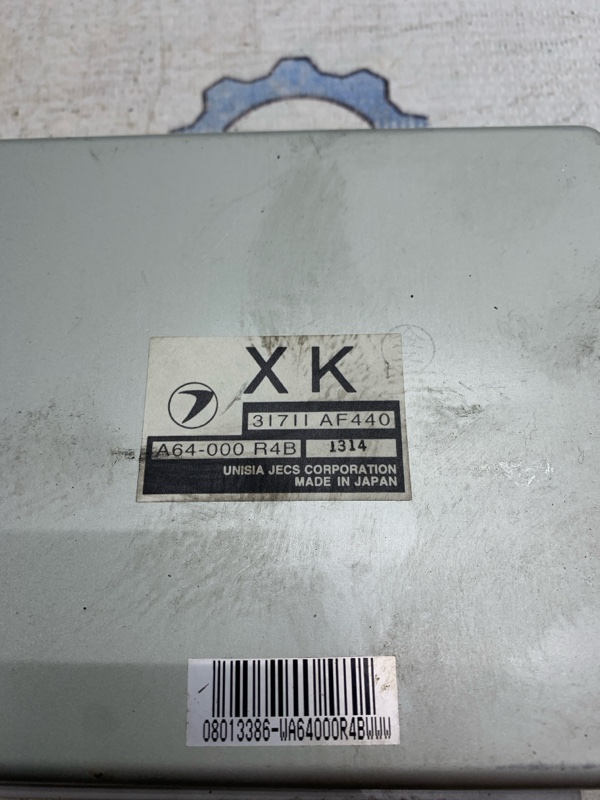 XK
31711 AF440
A64-000 R4B 1314
UNISIA JECS CORPORATION
MADE IN JAPAN
08013386-WA64000R4BWWW